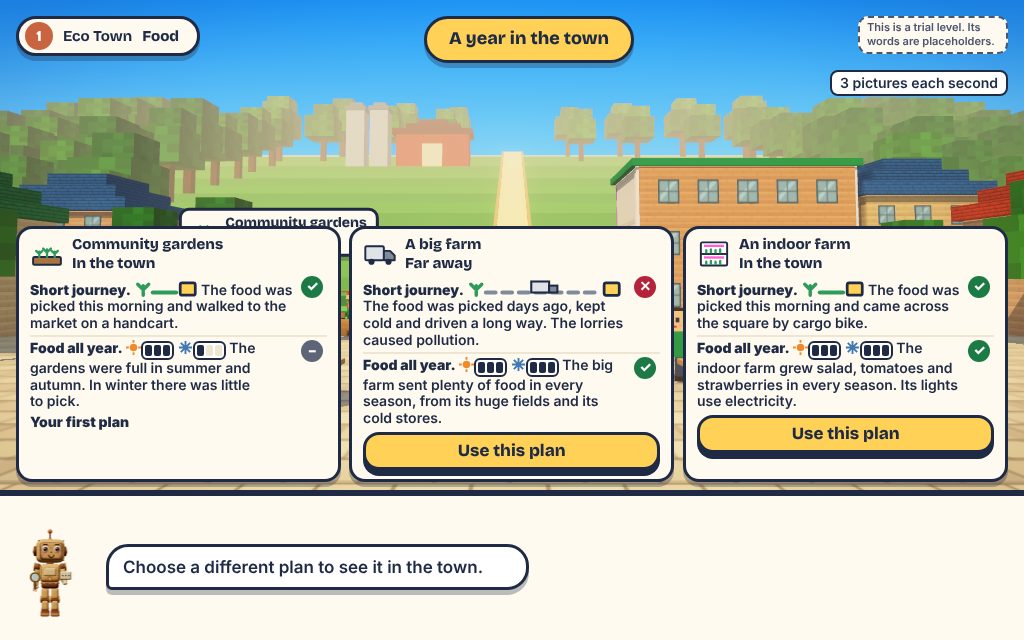 1 Eco Town Food
A year in the town
This is a trial level. Its
words are placeholders.
3 pictures each second
Community gardens
Community gardens
In the town
Short journey. The food was
picked this morning and walked to the
market on a handcart.
Food all year. The
gardens were full in summer and
autumn. In winter there was little
to pick.
Your first plan
A big farm
Far away
Short journey.
The food was picked days ago, kept
cold and driven a long way. The lorries
caused pollution.
Food all year. The big
farm sent plenty of food in every
season, from its huge fields and its
cold stores.
Use this plan
An indoor farm
In the town
Short journey. The food was
picked this morning and came across
the square by cargo bike.
Food all year. The
indoor farm grew salad, tomatoes and
strawberries in every season. Its lights
use electricity.
Use this plan
Choose a different plan to see it in the town.